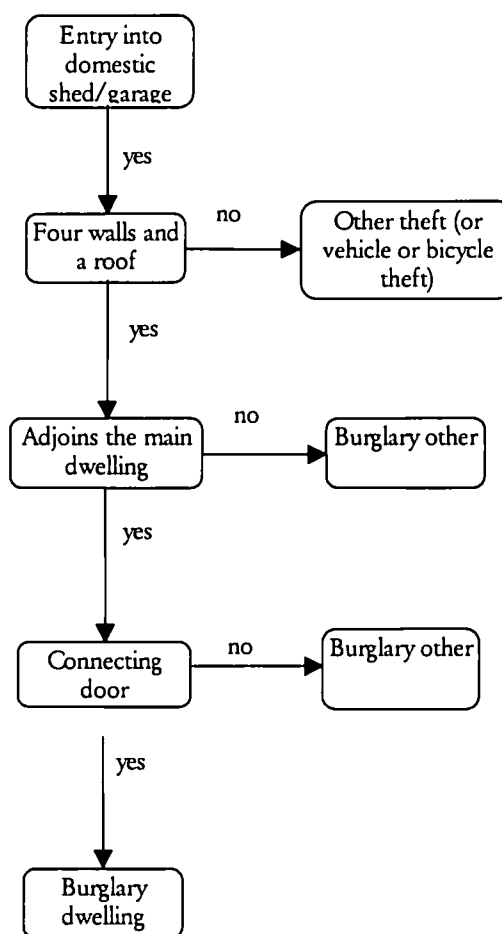 Entry into
domestic
shed/garage
yes
no
Four walls and
a roof
Other theft (or
vehicle or bicycle
theft)
yes
no
Adjoins the main
dwelling
Burglary other
yes
no
Connecting
door
Burglary other
yes
Burglary
dwelling